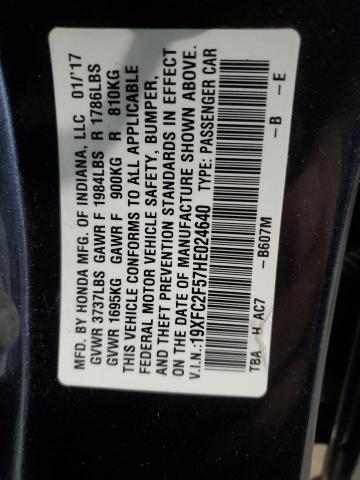 MFD. BY HONDA MFG. OF INDIANA, LLC 01/'17
GVWR 3737LBS GAWR F 1984LBS R 1786LBS
GVWR 1695KG GAWR F 900KG R 810KG
THIS VEHICLE CONFORMS TO ALL APPLICABLE
FEDERAL MOTOR VEHICLE SAFETY, BUMPER,
AND THEFT PREVENTION STANDARDS IN EFFECT
ON THE DATE OF MANUFACTURE SHOWN ABOVE.
V.I.N.:19XFC2F57HE024640 TYPE: PASSENGER CAR
-B607M -B -E
TBA H AC7